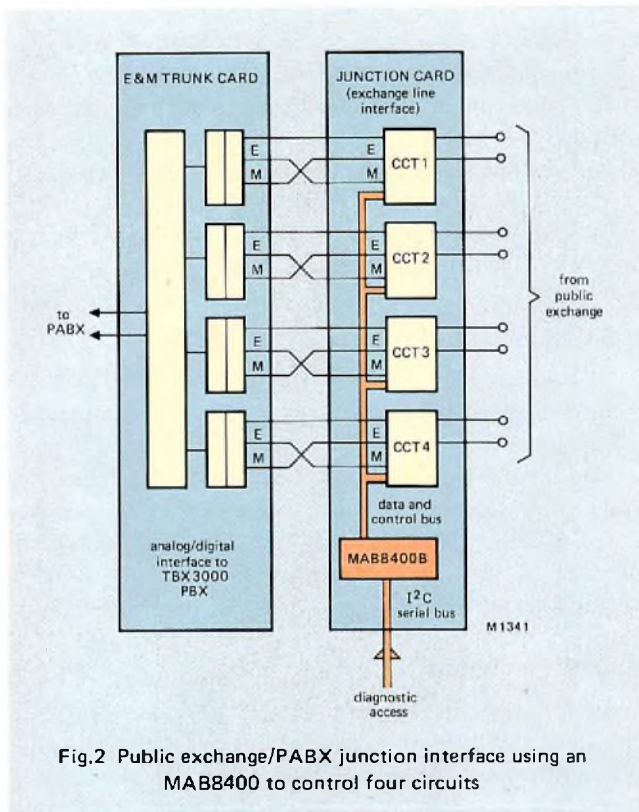 E&M TRUNK CARD
JUNCTION CARD
(exchange line
interface)
E
M
E
M
CCT1
E
M
E
M
CCT2
E
M
E
M
CCT3
E
M
E
M
CCT4
to
PABX
from
public
exchange
analog/digital
interface to
TBX3000
PBX
data and
control bus
MAB8400B
I²C
serial bus
M1341
diagnostic
access
Fig.2 Public exchange/PABX junction interface using an
MAB8400 to control four circuits